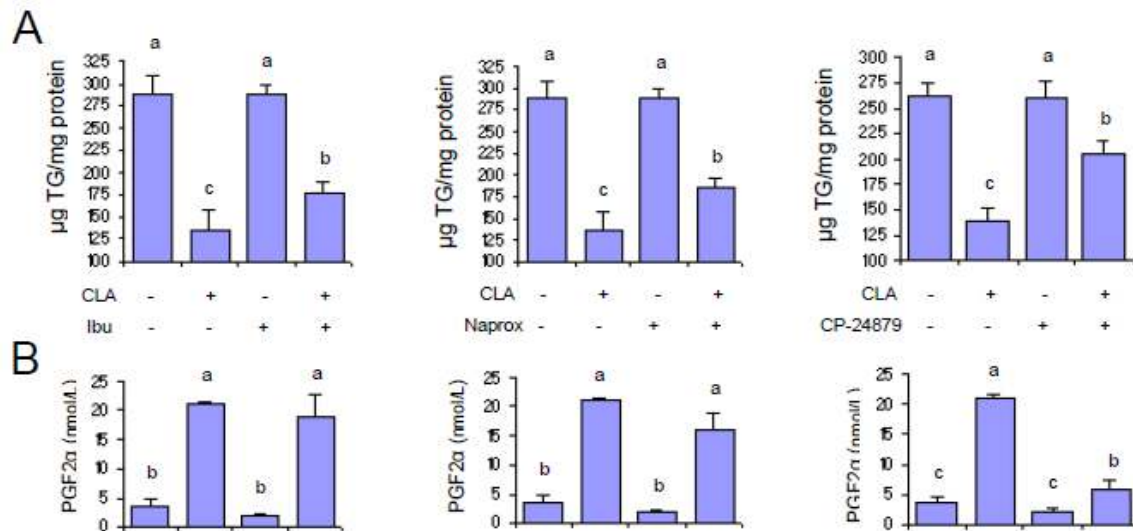 A
a a
a a
a a
325
300
275
250
225
200
175
150
125
100
µg TG/mg protein
c b
325
300
275
250
225
200
175
150
125
100
µg TG/mg protein
c b
300
275
250
225
200
175
150
125
100
µg TG/mg protein
c b
CLA - + - +
Ibu - - + +
CLA - + - +
Naprox - - + +
CLA - + - +
CP-24879 - - + +
B
PGF2α (nmol/L)
25
20
15
10
5
0
b a b a
PGF2α (nmol/L)
25
20
15
10
5
0
b a b a
PGF2α (nmol/L)
25
20
15
10
5
0
c a c b